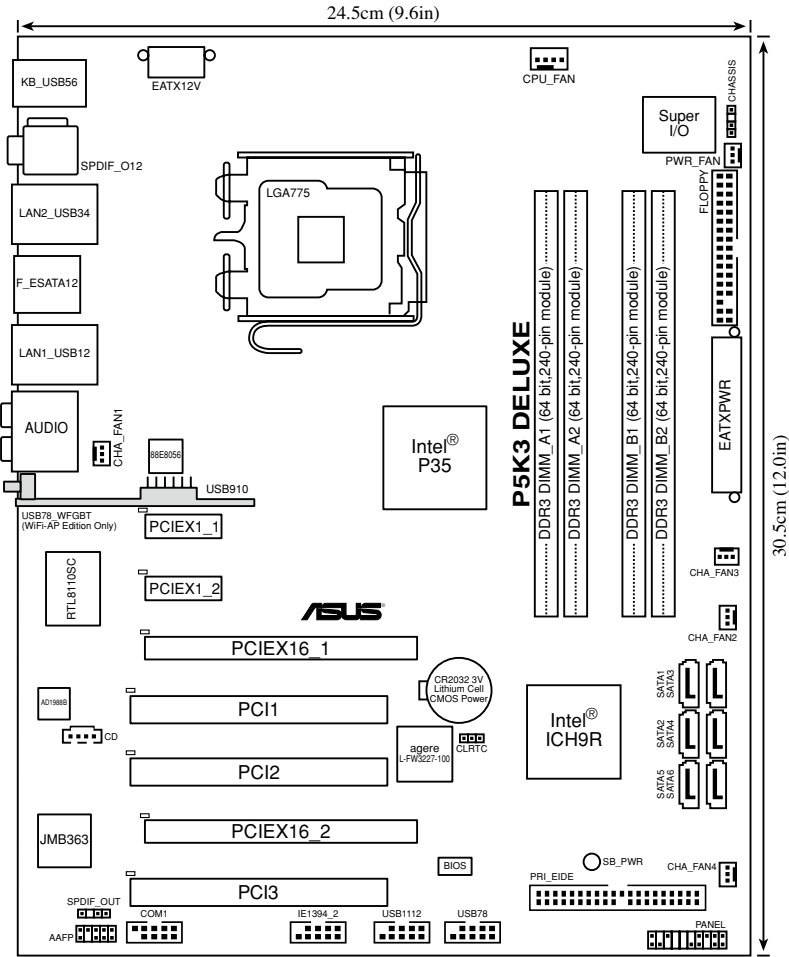 24.5cm (9.6in)
KB_USB56
EATX12V
CPU_FAN
CHASSIS
Super
I/O
PWR_FAN
SPDIF_O12
FLOPPY
LGA775
LAN2_USB34
F_ESATA12
LAN1_USB12
P5K3 DELUXE
DDR3 DIMM_A1 (64 bit,240-pin module)
DDR3 DIMM_A2 (64 bit,240-pin module)
DDR3 DIMM_B1 (64 bit,240-pin module)
DDR3 DIMM_B2 (64 bit,240-pin module)
EATXPWR
30.5cm (12.0in)
AUDIO
CHA_FAN1
88E8056
Intel®
P35
USB910
USB78_WFGBT
(WiFi-AP Edition Only)
PCIEX1_1
CHA_FAN3
RTL8110SC
PCIEX1_2
ASUS
CHA_FAN2
PCIEX16_1
CR2032 3V
Lithium Cell
CMOS Power
SATA1
SATA3
AD1988B
PCI1
Intel®
ICH9R
CD
agere
L-FW3227-100
CLRTC
SATA2
SATA4
PCI2
SATA5
SATA6
JMB363
PCIEX16_2
BIOS
SB_PWR
CHA_FAN4
PRI_EIDE
PCI3
SPDIF_OUT
AAFP
COM1
IE1394_2
USB1112
USB78
PANEL